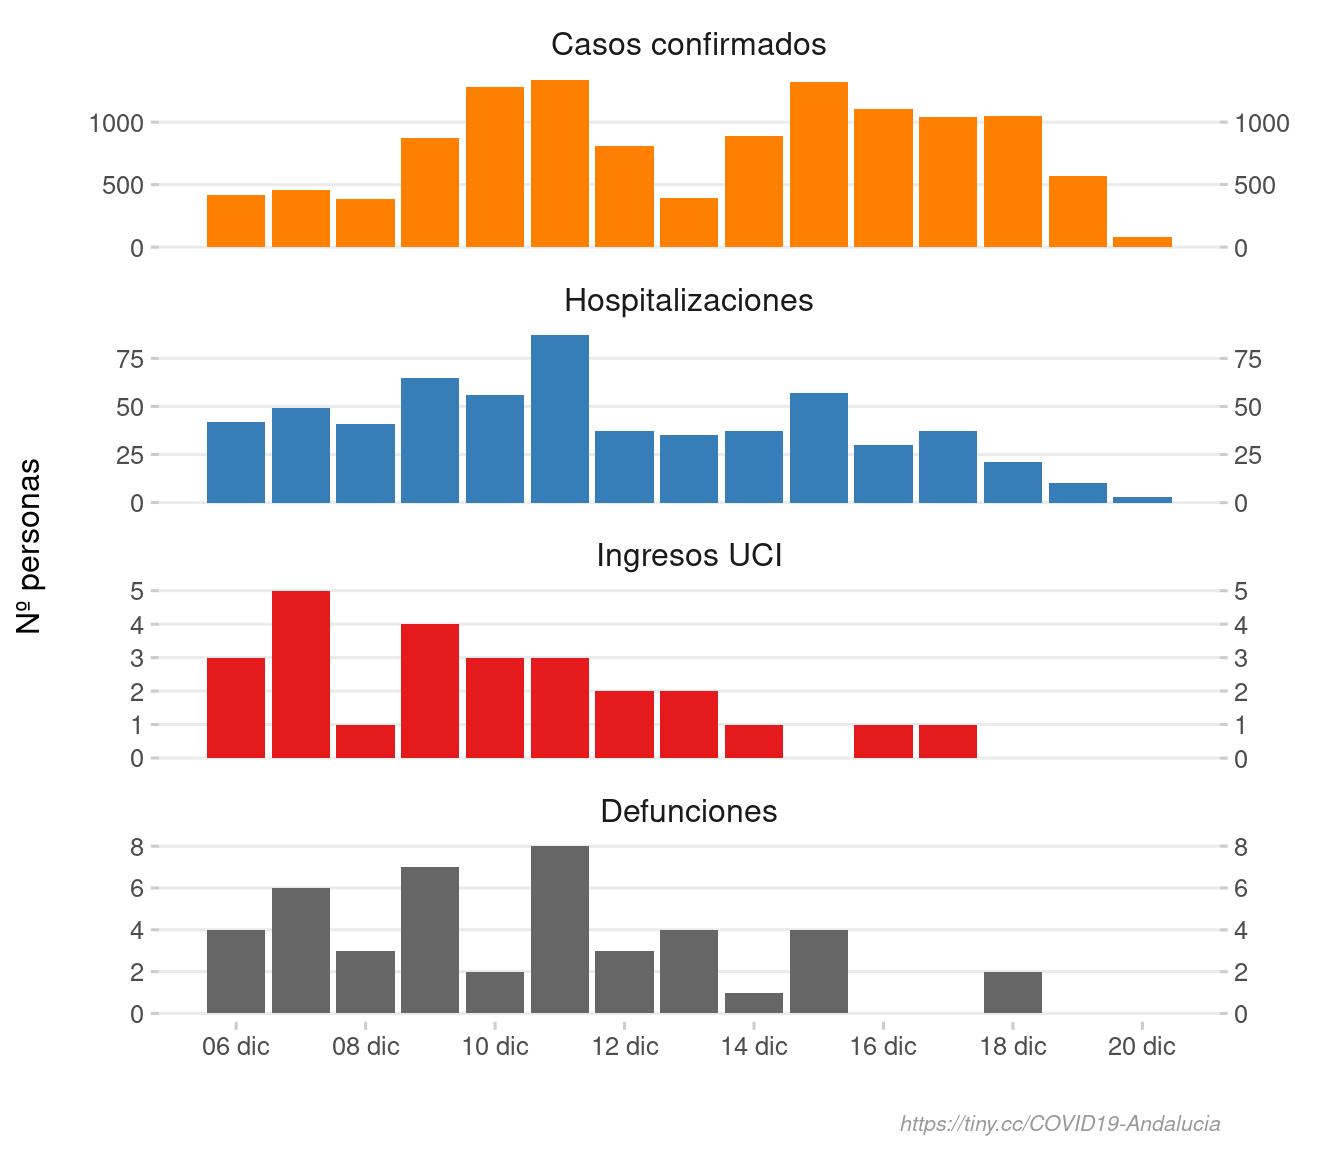 Casos confirmados
1000 1000
500 500
0 0
Hospitalizaciones
75 75
50 50
25 25
0 0
Nº personas
Ingresos UCI
5 5
4 4
3 3
2 2
1 1
0 0
Defunciones
8 8
6 6
4 4
2 2
0 0
06 dic 08 dic 10 dic 12 dic 14 dic 16 dic 18 dic 20 dic
https://tiny.cc/COVID19-Andalucia